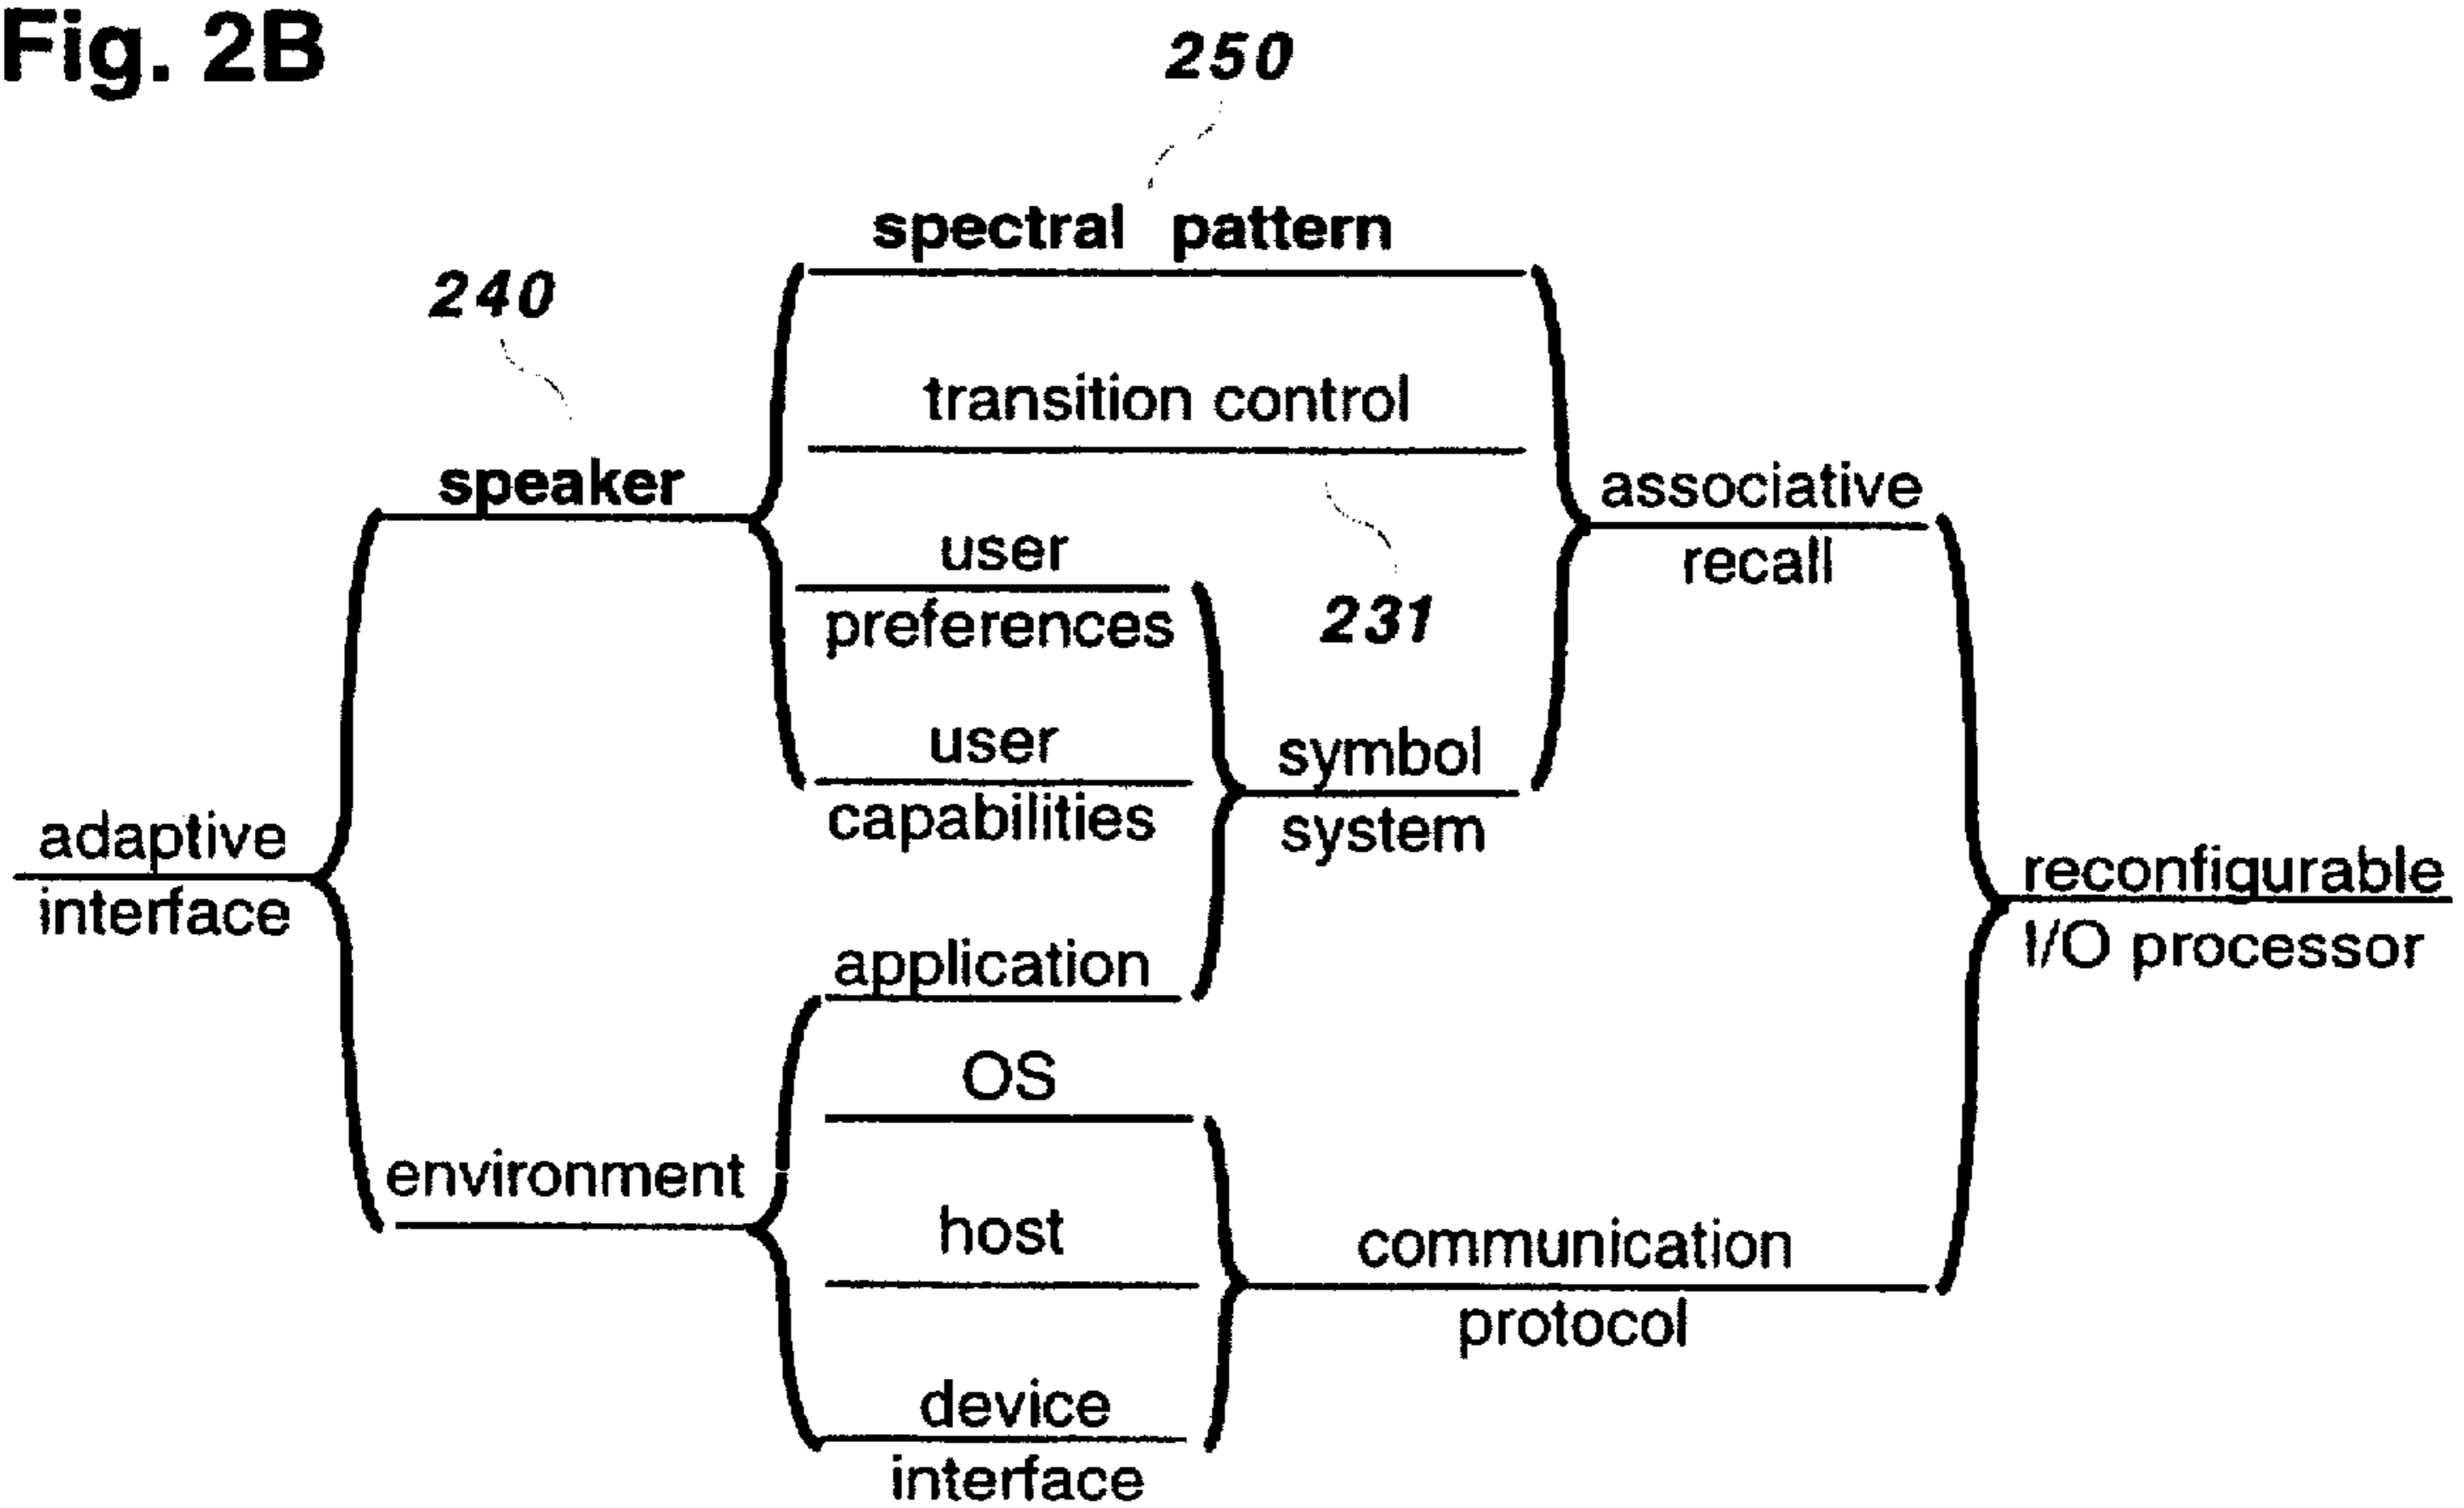 Fig. 2B
250
spectral pattern
240
transition control
speaker
associative
recall
user
preferences
231
user
capabilities
symbol
system
adaptive
interface
reconfigurable
I/O processor
application
OS
environment
host
communication
protocol
device
interface